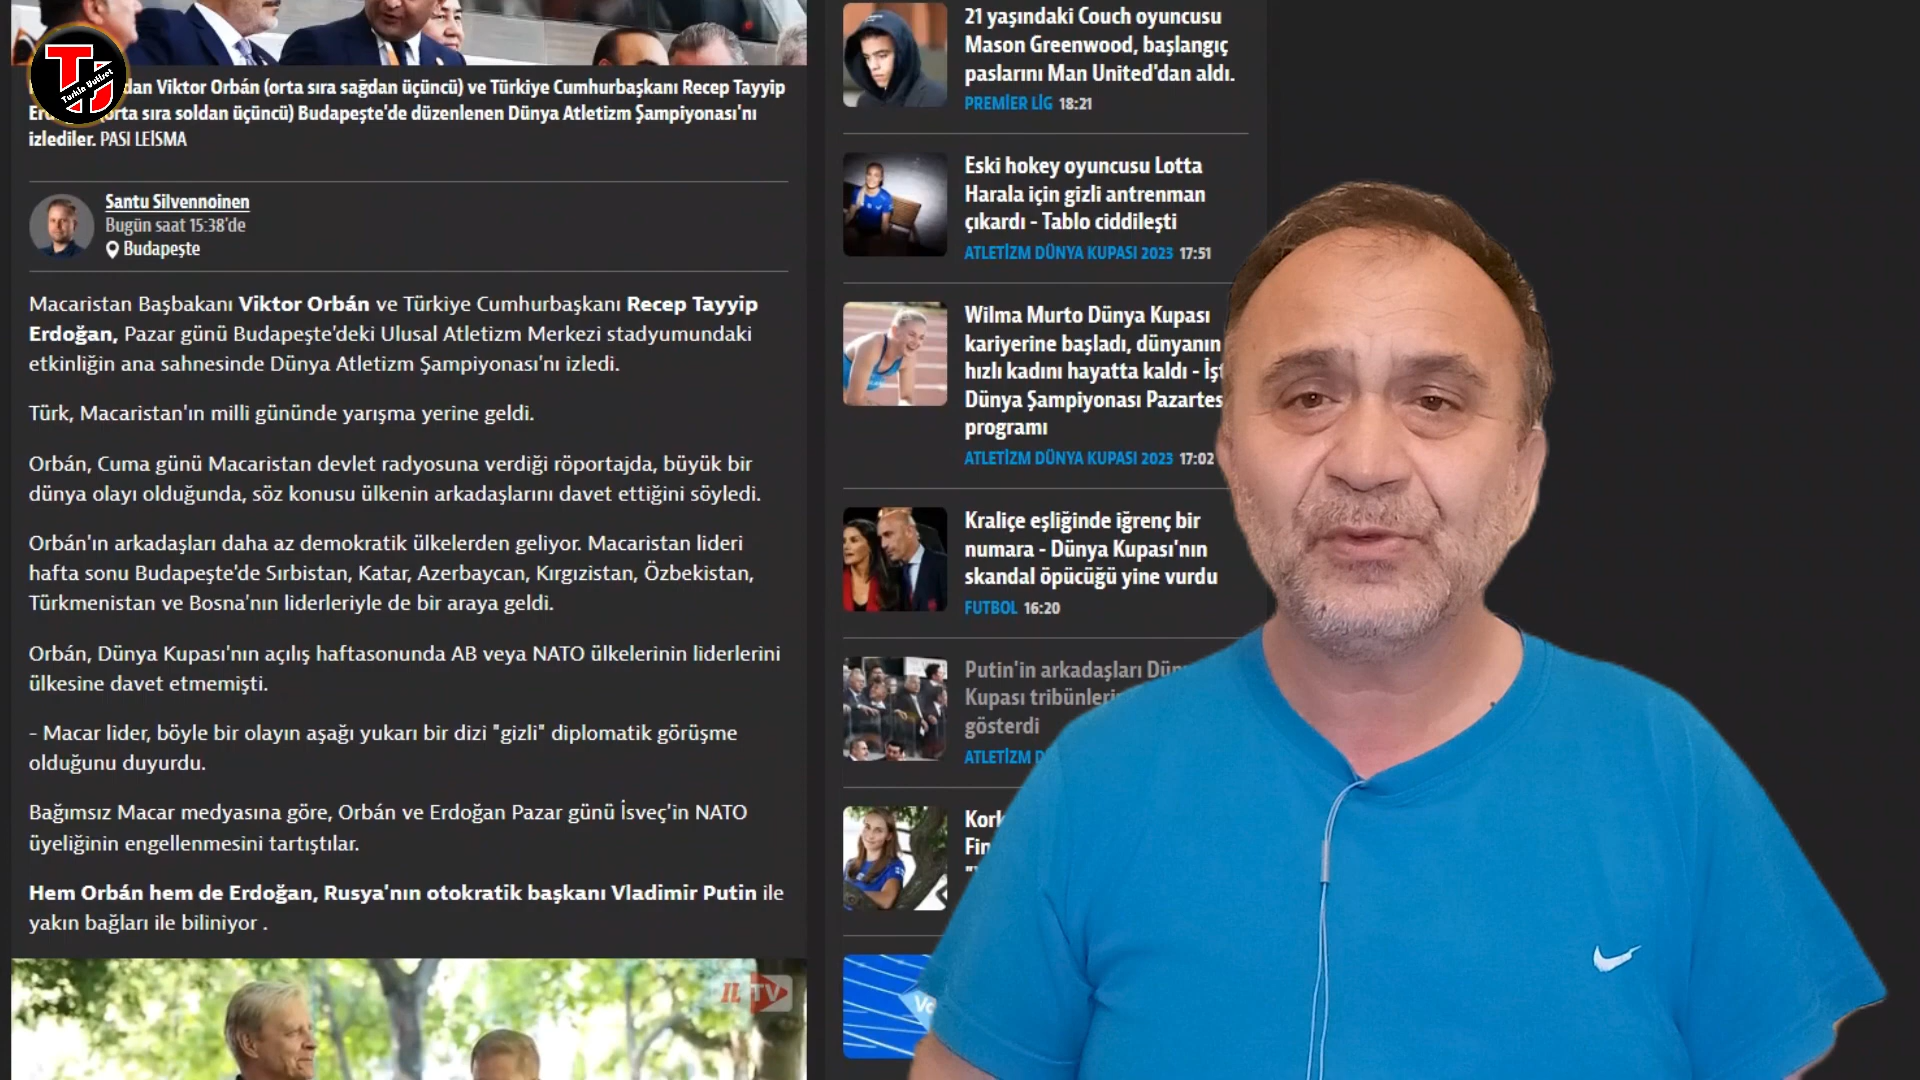 dan Viktor Orbán (orta sıra sağdan üçüncü) ve Türkiye Cumhurbaşkanı Recep Tayyip
orta sıra soldan üçüncü) Budapeşte'de düzenlenen Dünya Atletizm Şampiyonası'nı
izlediler. PASI LEİSMA
Santu Silvennoinen
Bugün saat 15:38'de
Budapeşte
Macaristan Başbakanı Viktor Orbán ve Türkiye Cumhurbaşkanı Recep Tayyip
Erdoğan, Pazar günü Budapeşte'deki Ulusal Atletizm Merkezi stadyumundaki
etkinliğin ana sahnesinde Dünya Atletizm Şampiyonası'nı izledi.
Türk, Macaristan'ın milli gününde yarışma yerine geldi.
Orbán, Cuma günü Macaristan devlet radyosuna verdiği röportajda, büyük bir
dünya olayı olduğunda, söz konusu ülkenin arkadaşlarını davet ettiğini söyledi.
Orbán'ın arkadaşları daha az demokratik ülkelerden geliyor. Macaristan lideri
hafta sonu Budapeşte'de Sırbistan, Katar, Azerbaycan, Kırgızistan, Özbekistan,
Türkmenistan ve Bosna'nın liderleriyle de bir araya geldi.
Orbán, Dünya Kupası'nın açılış haftasonunda AB veya NATO ülkelerinin liderlerini
ülkesine davet etmemişti.
- Macar lider, böyle bir olayın aşağı yukarı bir dizi "gizli" diplomatik görüşme
olduğunu duyurdu.
Bağımsız Macar medyasına göre, Orbán ve Erdoğan Pazar günü İsveç'in NATO
üyeliğinin engellenmesini tartıştılar.
Hem Orbán hem de Erdoğan, Rusya'nın otokratik başkanı Vladimir Putin ile
yakın bağları ile biliniyor .
IL TV
21 yaşındaki Couch oyuncusu
Mason Greenwood, başlangıç
paslarını Man United'dan aldı.
PREMİER LİG 18:21
Eski hokey oyuncusu Lotta
Harala için gizli antrenman
çıkardı - Tablo ciddileşti
ATLETİZM DÜNYA KUPASI 2023 17:51
Wilma Murto Dünya Kupası
kariyerine başladı, dünyanın
hızlı kadını hayatta kaldı - İşt
Dünya Şampiyonası Pazartes
programı
ATLETİZM DÜNYA KUPASI 2023 17:02
Kraliçe eşliğinde iğrenç bir
numara - Dünya Kupası'nın
skandal öpücüğü yine vurdu
FUTBOL 16:20
Putin'in arkadaşları Dün
Kupası tribünlerin
gösterdi
ATLETİZM D
Kork
Fin